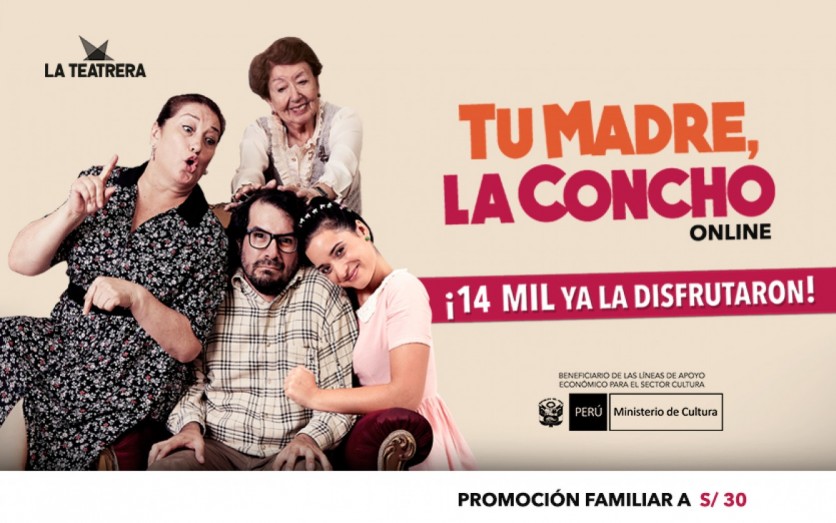 LA TEATRERA
TU MADRE,
LA CONCHO
ONLINE
¡14 MIL YA LA DISFRUTARON!
BENEFICIARIO DE LAS LÍNEAS DE APOYO
ECONÓMICO PARA EL SECTOR CULTURA
PERÚ Ministerio de Cultura
PROMOCIÓN FAMILIAR A S/ 30